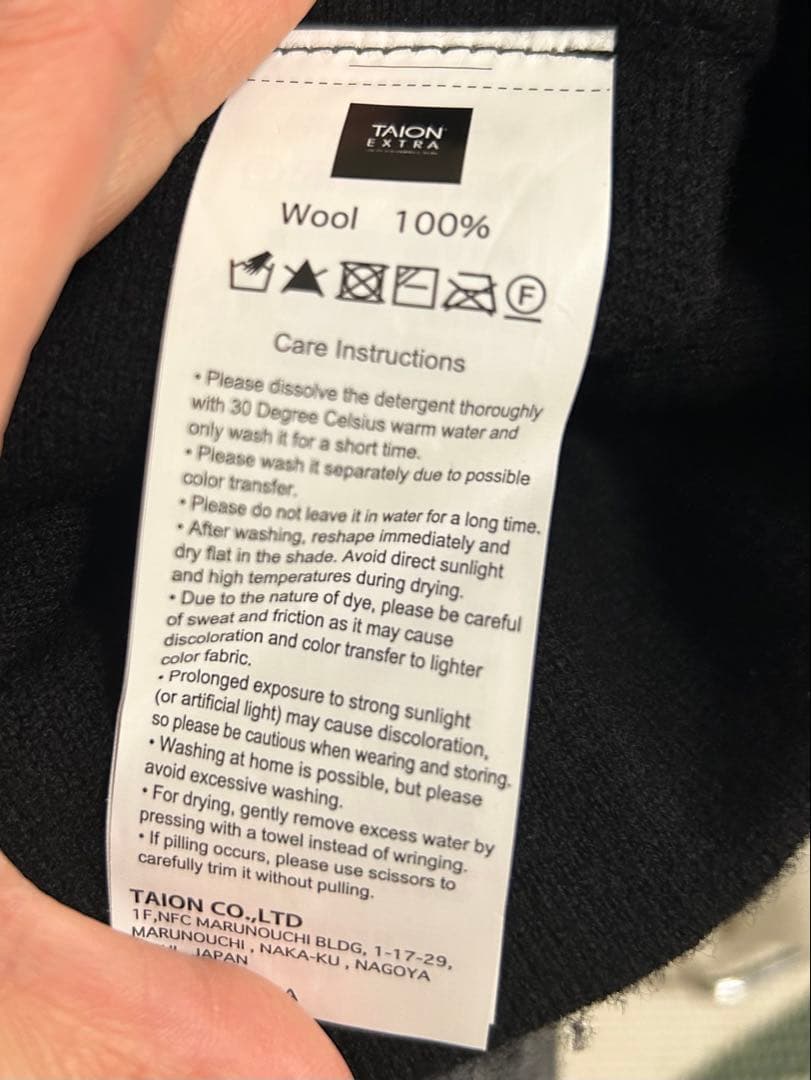 TAION
EXTRA
Wool 100%
F
Care Instructions
• Please dissolve the detergent thoroughly
with 30 Degree Celsius warm water and
only wash it for a short time.
• Please wash it separately due to possible
color transfer.
• Please do not leave it in water for a long time.
• After washing, reshape immediately and
dry flat in the shade. Avoid direct sunlight
and high temperatures during drying.
• Due to the nature of dye, please be careful
of sweat and friction as it may cause
discoloration and color transfer to lighter
color fabric.
• Prolonged exposure to strong sunlight
(or artificial light) may cause discoloration,
so please be cautious when wearing and storing.
• Washing at home is possible, but please
avoid excessive washing.
• For drying, gently remove excess water by
pressing with a towel instead of wringing.
• If pilling occurs, please use scissors to
carefully trim it without pulling.
TAION CO.,LTD
1F,NFC MARUNOUCHI BLDG, 1-17-29,
MARUNOUCHI , NAKA-KU , NAGOYA
JAPAN